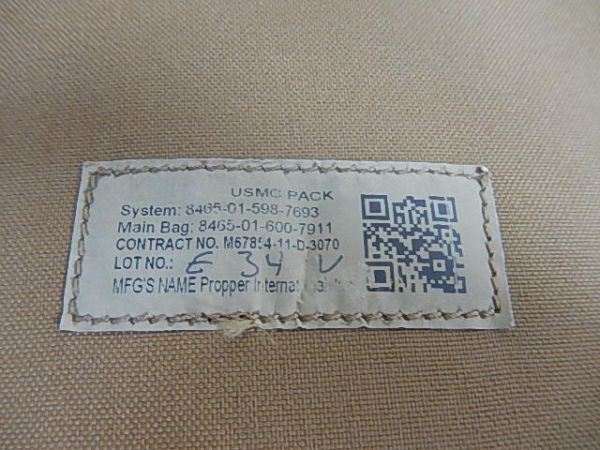 USMC PACK
System: 8465-01-598-7693
Main Bag: 8465-01-600-7911
CONTRACT NO. M67854-11-D-3070
LOT NO.: E 34 V
MFG'S NAME Propper International